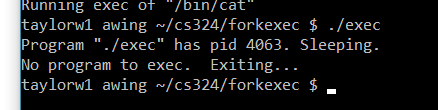 Running exec of "/bin/cat"
taylorw1 awing ~/cs324/forkexec $ ./exec
Program "./exec" has pid 4063. Sleeping.
No program to exec.  Exiting...
taylorw1 awing ~/cs324/forkexec $